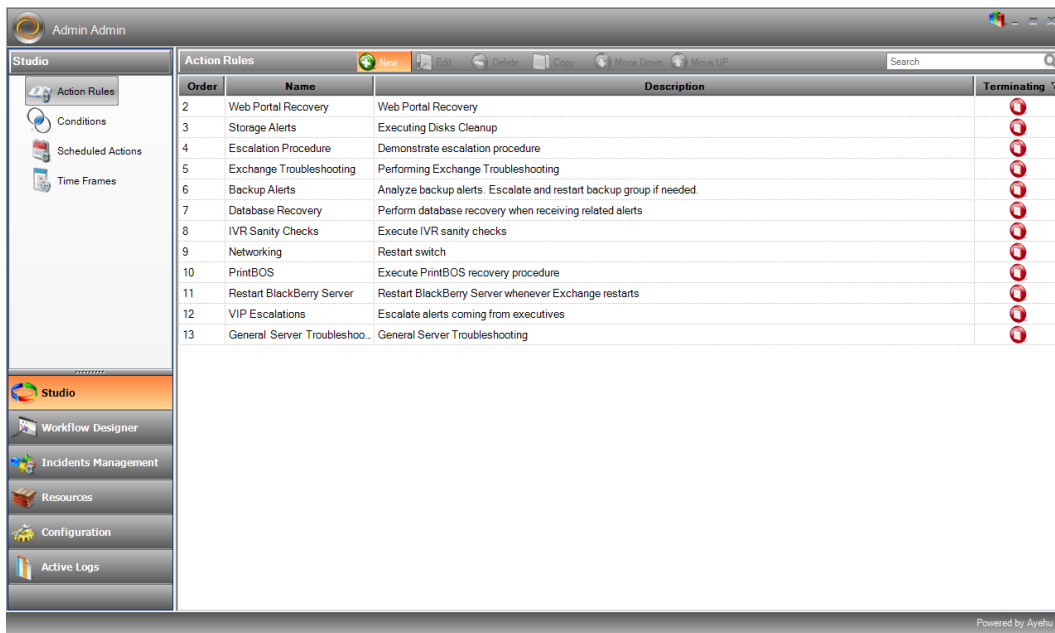 Admin Admin
Studio
Action Rules
Conditions
Scheduled Actions
Time Frames
Studio
Workflow Designer
Incidents Management
Resources
Configuration
Active Logs
Action Rules New Edit Delete Copy Move Down Move UP Search
Order Name Description Terminating
2 Web Portal Recovery Web Portal Recovery
3 Storage Alerts Executing Disks Cleanup
4 Escalation Procedure Demonstrate escalation procedure
5 Exchange Troubleshooting Performing Exchange Troubleshooting
6 Backup Alerts Analyze backup alerts. Escalate and restart backup group if needed.
7 Database Recovery Perform database recovery when receiving related alerts
8 IVR Sanity Checks Execute IVR sanity checks
9 Networking Restart switch
10 PrintBOS Execute PrintBOS recovery procedure
11 Restart BlackBerry Server Restart BlackBerry Server whenever Exchange restarts
12 VIP Escalations Escalate alerts coming from executives
13 General Server Troubleshoo... General Server Troubleshooting
Powered by Ayehu